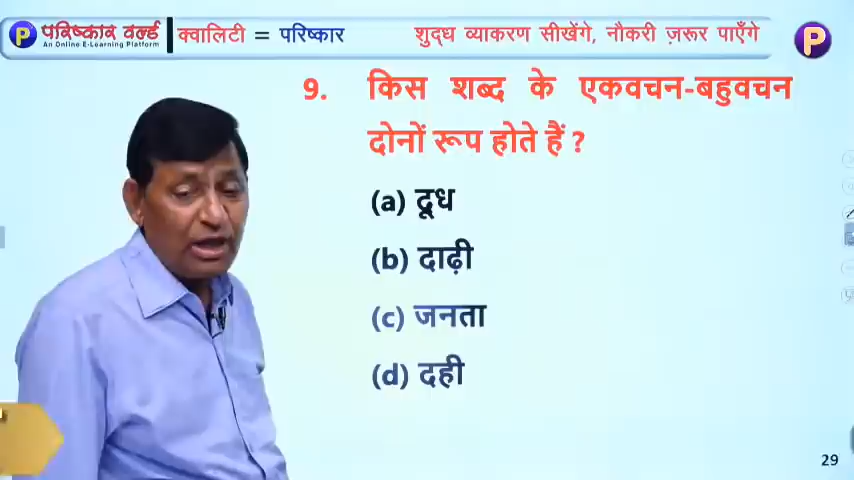 परिष्कार वर्ल्ड
An Online E-Learning Platform
क्वालिटी = परिष्कार
शुद्ध व्याकरण सीखेंगे, नौकरी ज़रूर पाएँगे
P
P
9. किस शब्द के एकवचन-बहुवचन
दोनों रूप होते हैं ?
(a) दूध
(b) दाढ़ी
(c) जनता
(d) दही
29